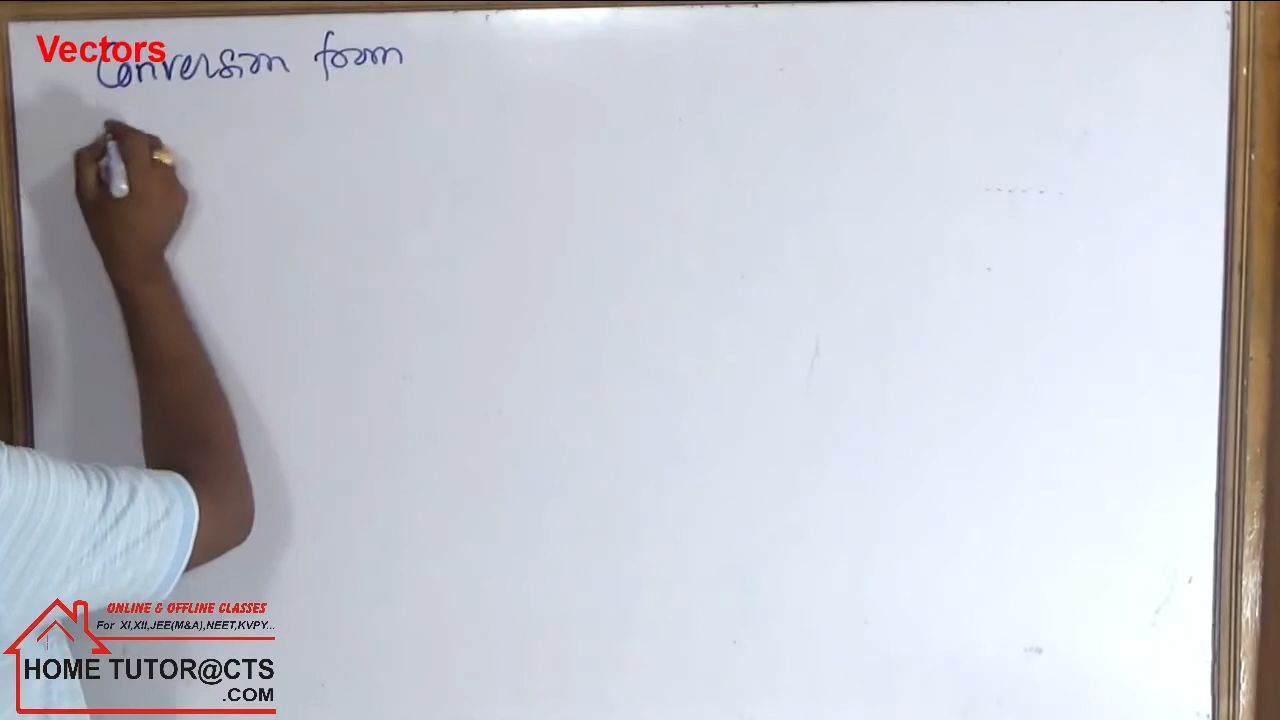 Vectors
Conversion form
ONLINE & OFFLINE CLASSES
For XI,XII,JEE(M&A),NEET,KVPY...
HOME TUTOR@CTS
.COM